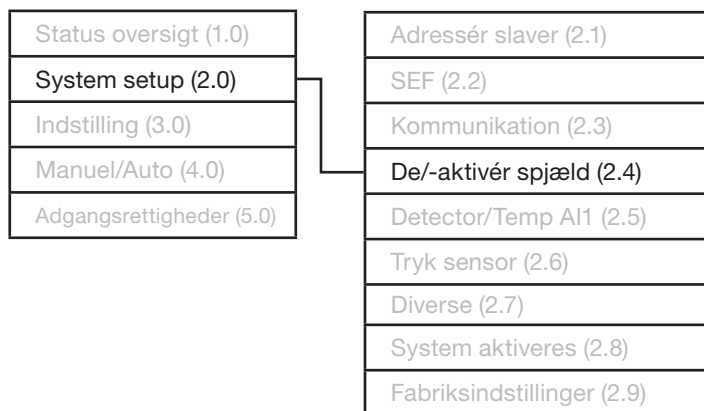 Status oversigt (1.0)
System setup (2.0)
Indstilling (3.0)
Manuel/Auto (4.0)
Adgangsrettigheder (5.0)
Adressér slaver (2.1)
SEF (2.2)
Kommunikation (2.3)
De/-aktivér spjæld (2.4)
Detector/Temp AI1 (2.5)
Tryk sensor (2.6)
Diverse (2.7)
System aktiveres (2.8)
Fabriksindstillinger (2.9)